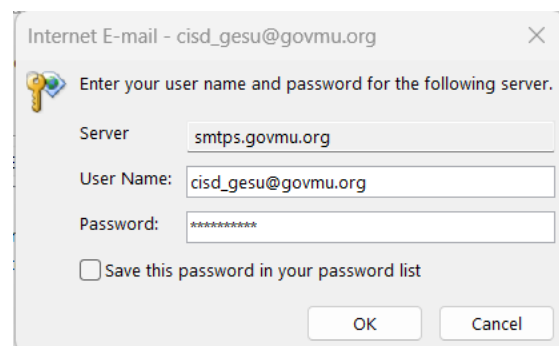 Internet E-mail - cisd_gesu@govmu.org
Enter your user name and password for the following server.
Server smtps.govmu.org
User Name: cisd_gesu@govmu.org
Password: **********
Save this password in your password list
OK Cancel